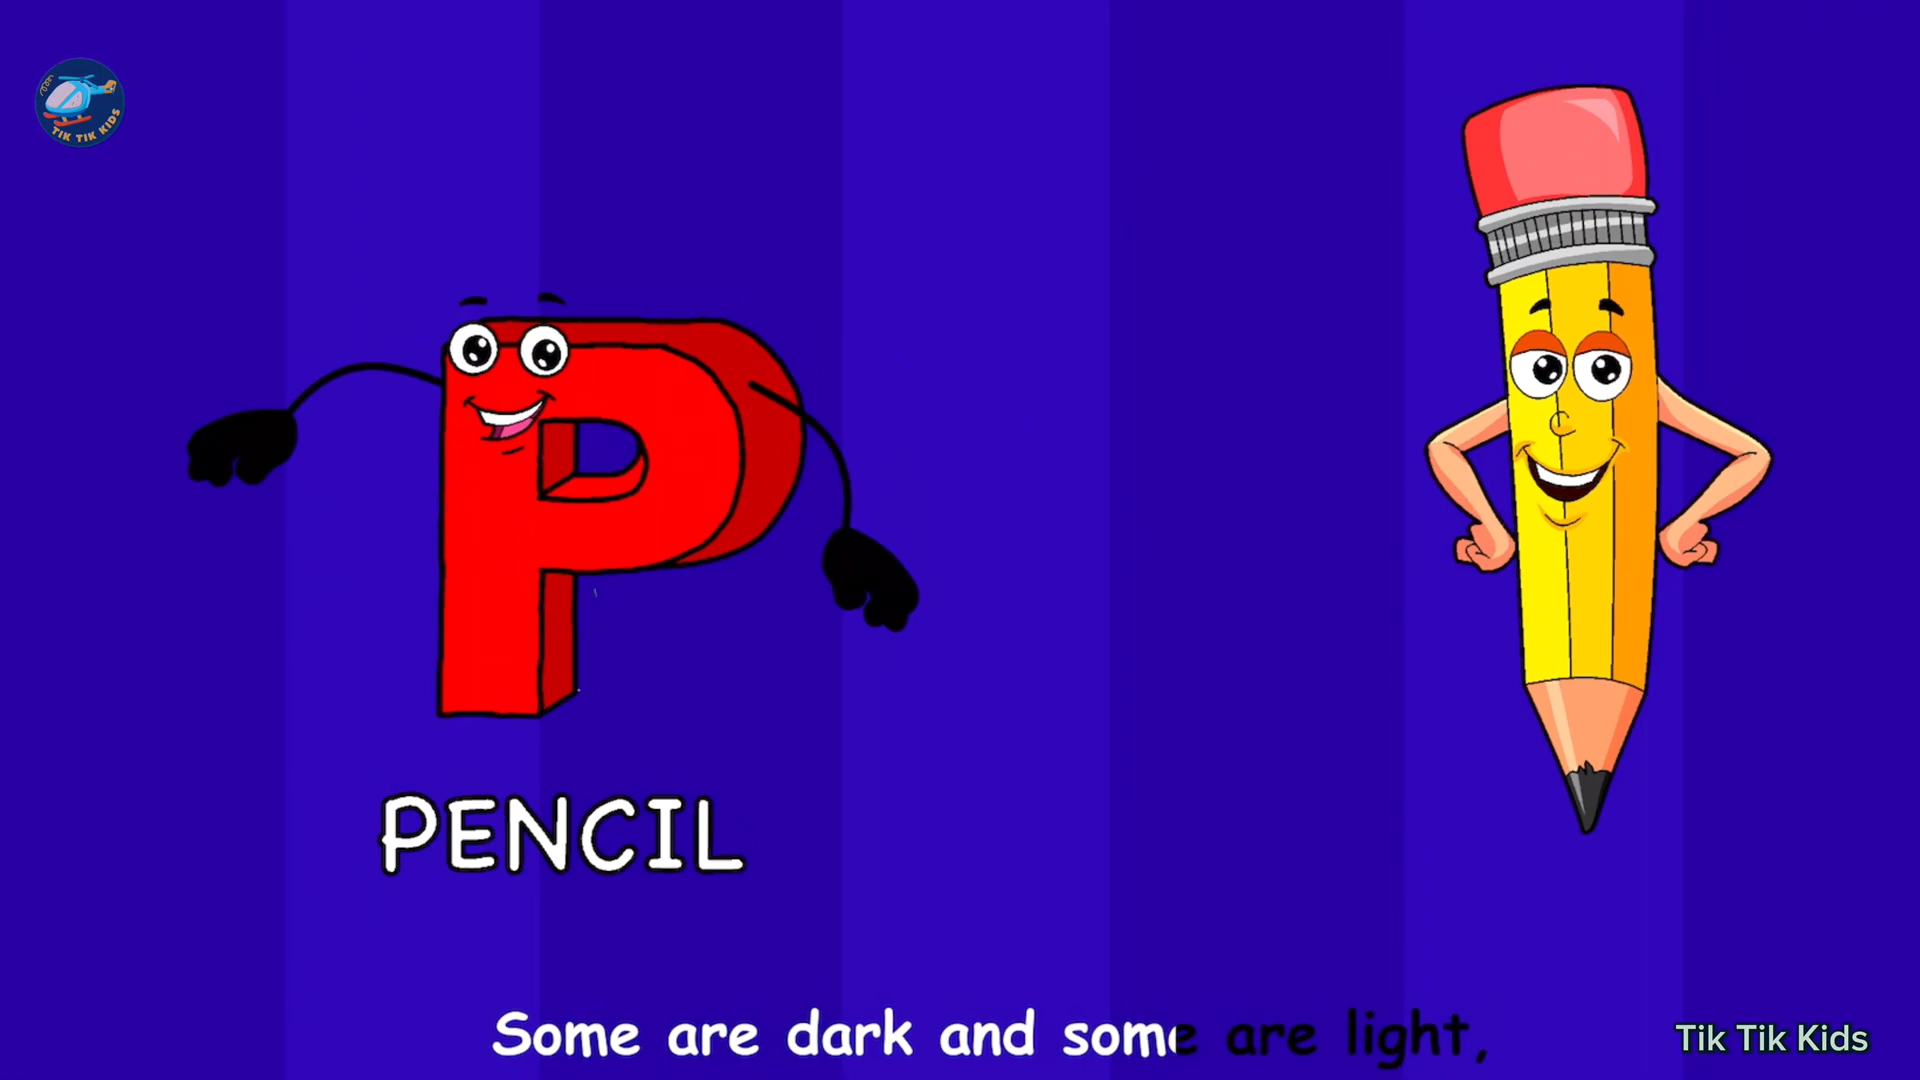 TIK TIK KIDS
P
PENCIL
Some are dark and some are light,
Tik Tik Kids